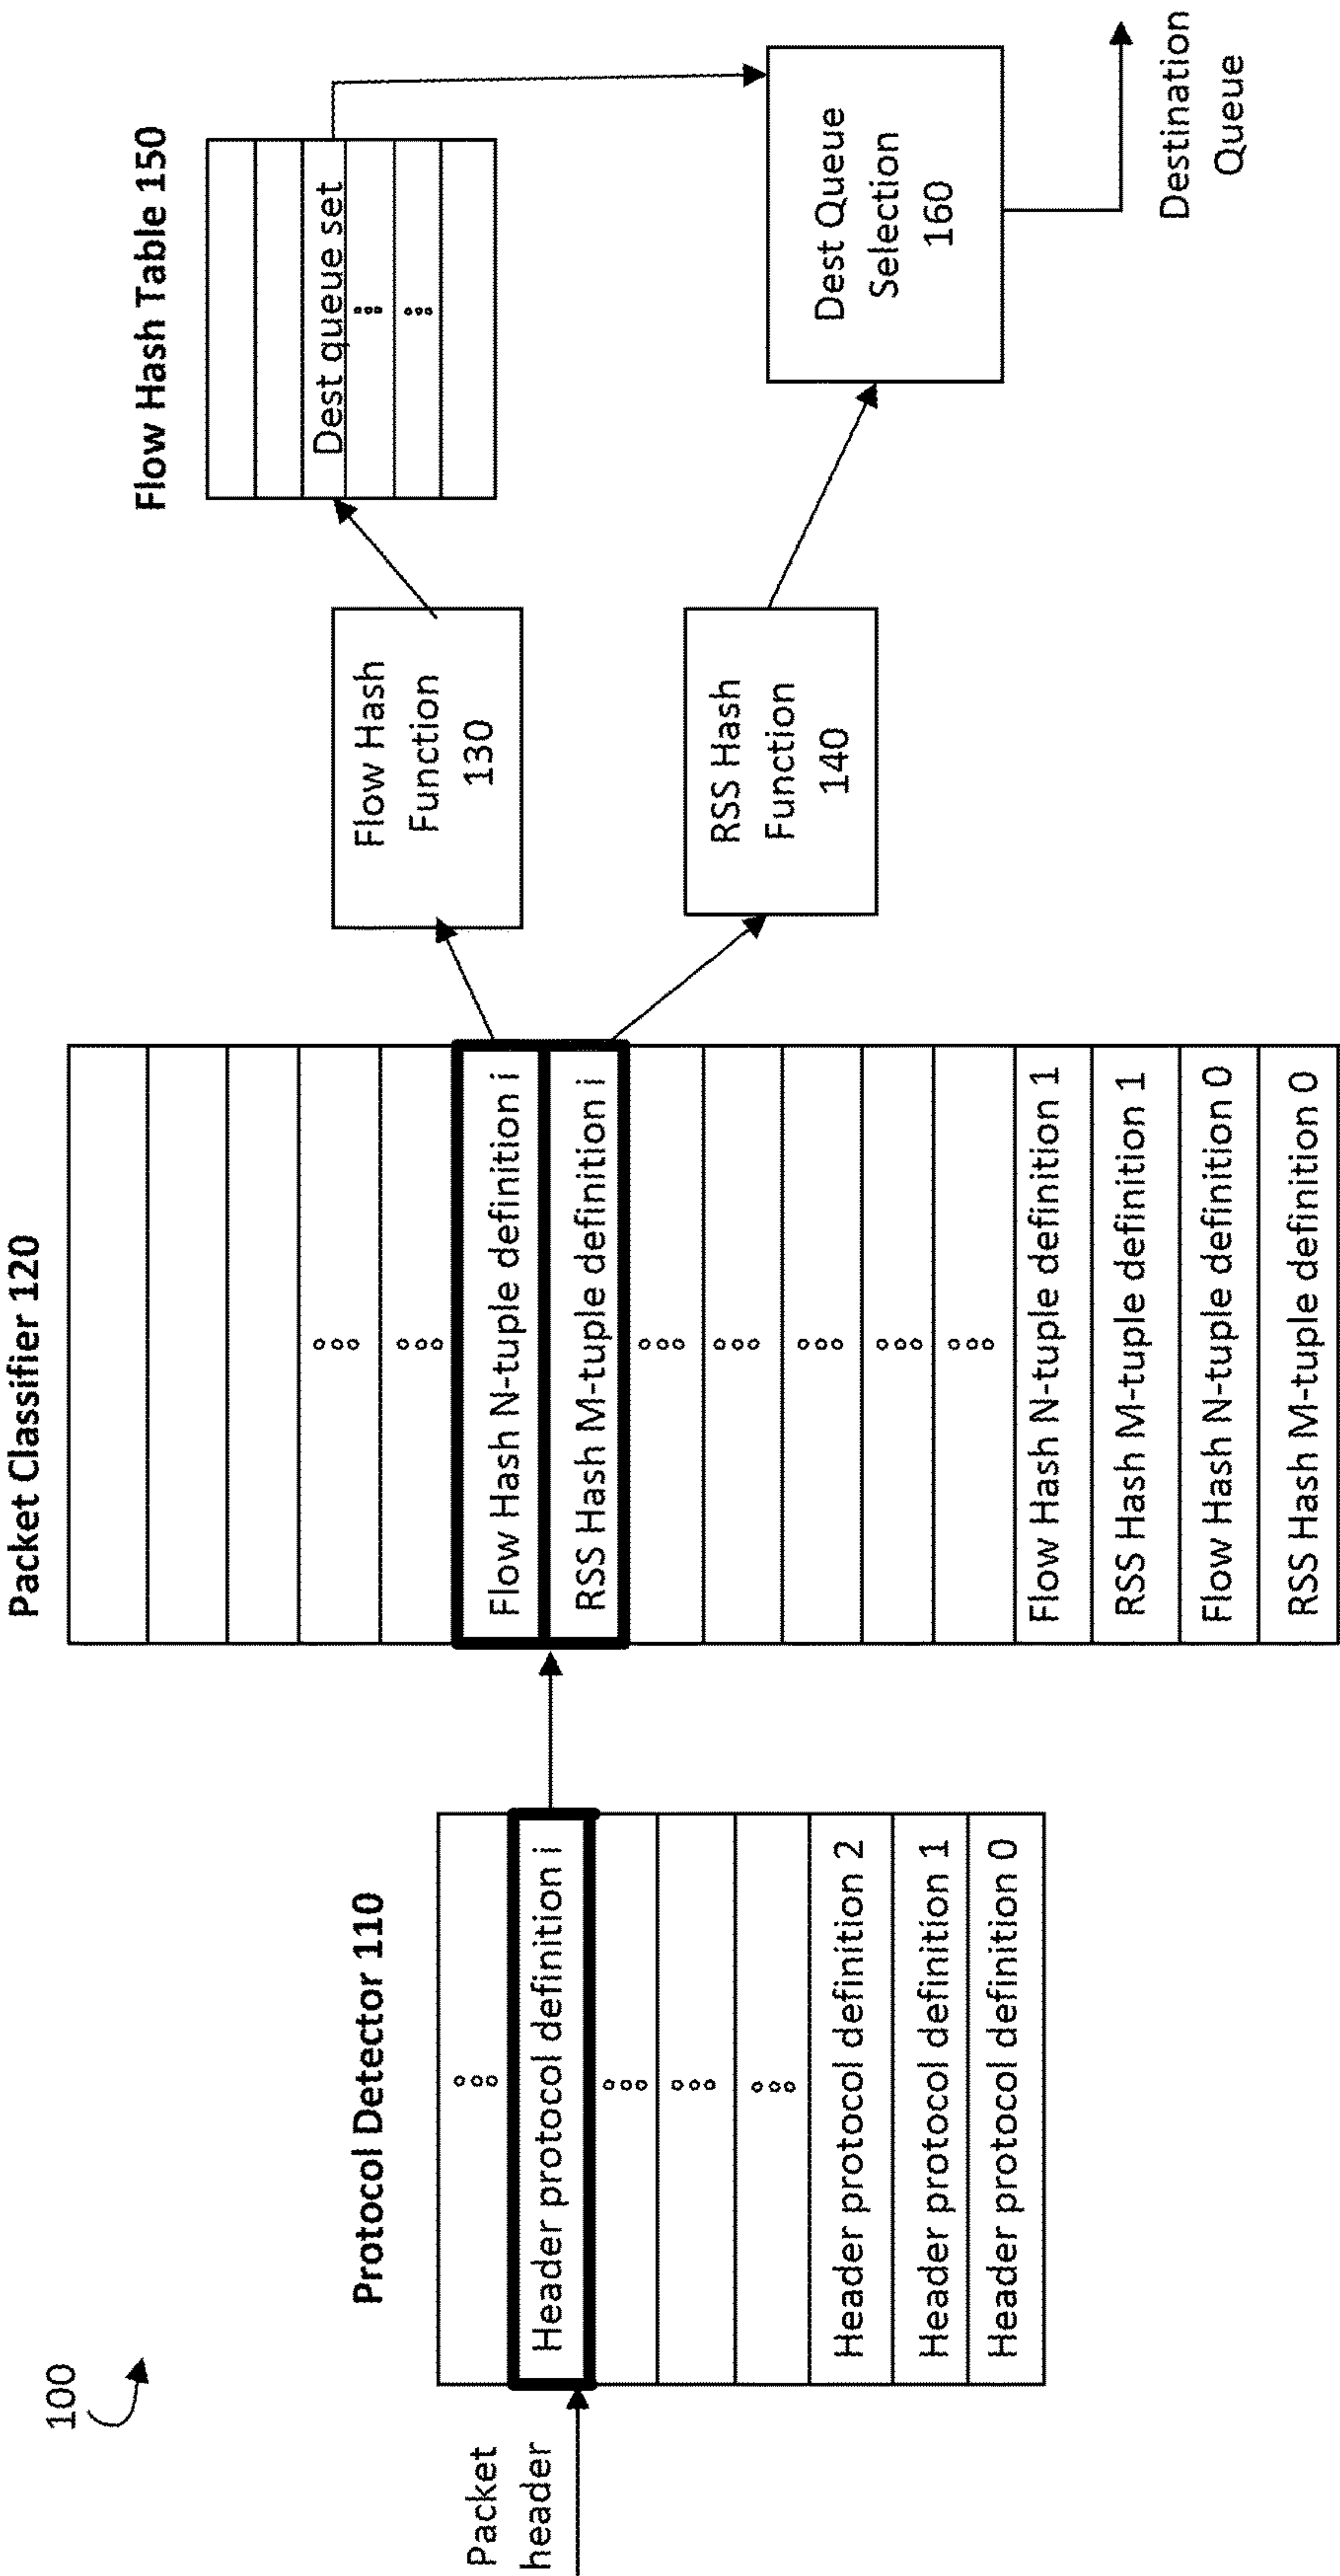 100
Packet
header
Protocol Detector 110
Header protocol definition i
Header protocol definition 2
Header protocol definition 1
Header protocol definition 0
Packet Classifier 120
Flow Hash N-tuple definition i
RSS Hash M-tuple definition i
Flow Hash N-tuple definition 1
RSS Hash M-tuple definition 1
Flow Hash N-tuple definition 0
RSS Hash M-tuple definition 0
Flow Hash
Function
130
RSS Hash
Function
140
Flow Hash Table 150
Dest queue set
Dest Queue
Selection
160
Destination
Queue